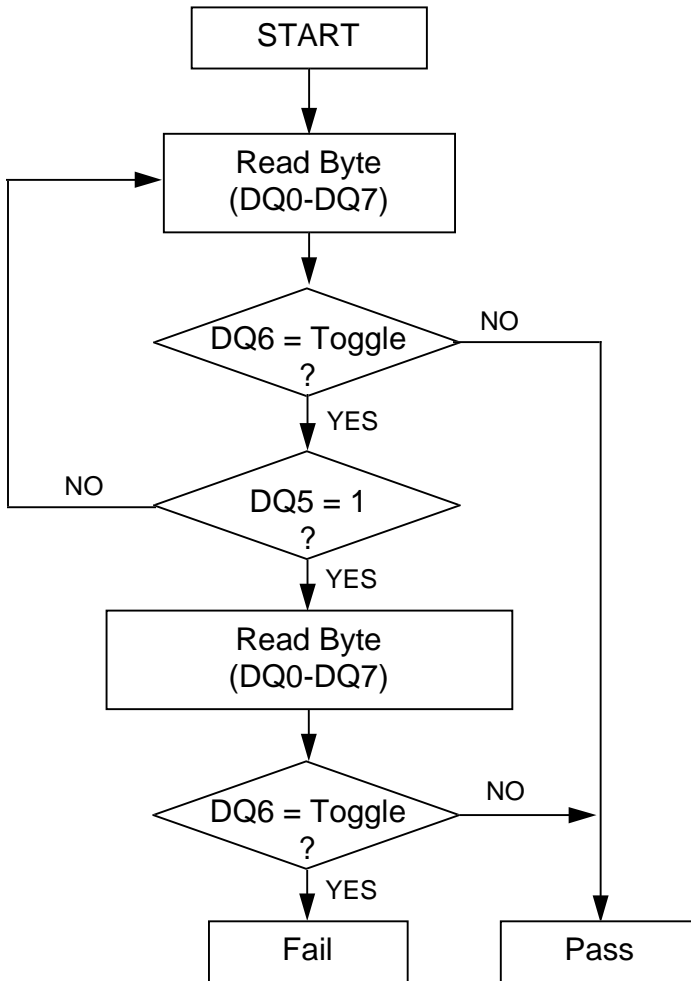 START
Read Byte
(DQ0-DQ7)
DQ6 = Toggle
?
NO
YES
DQ5 = 1
?
NO
YES
Read Byte
(DQ0-DQ7)
DQ6 = Toggle
?
NO
YES
Fail
Pass